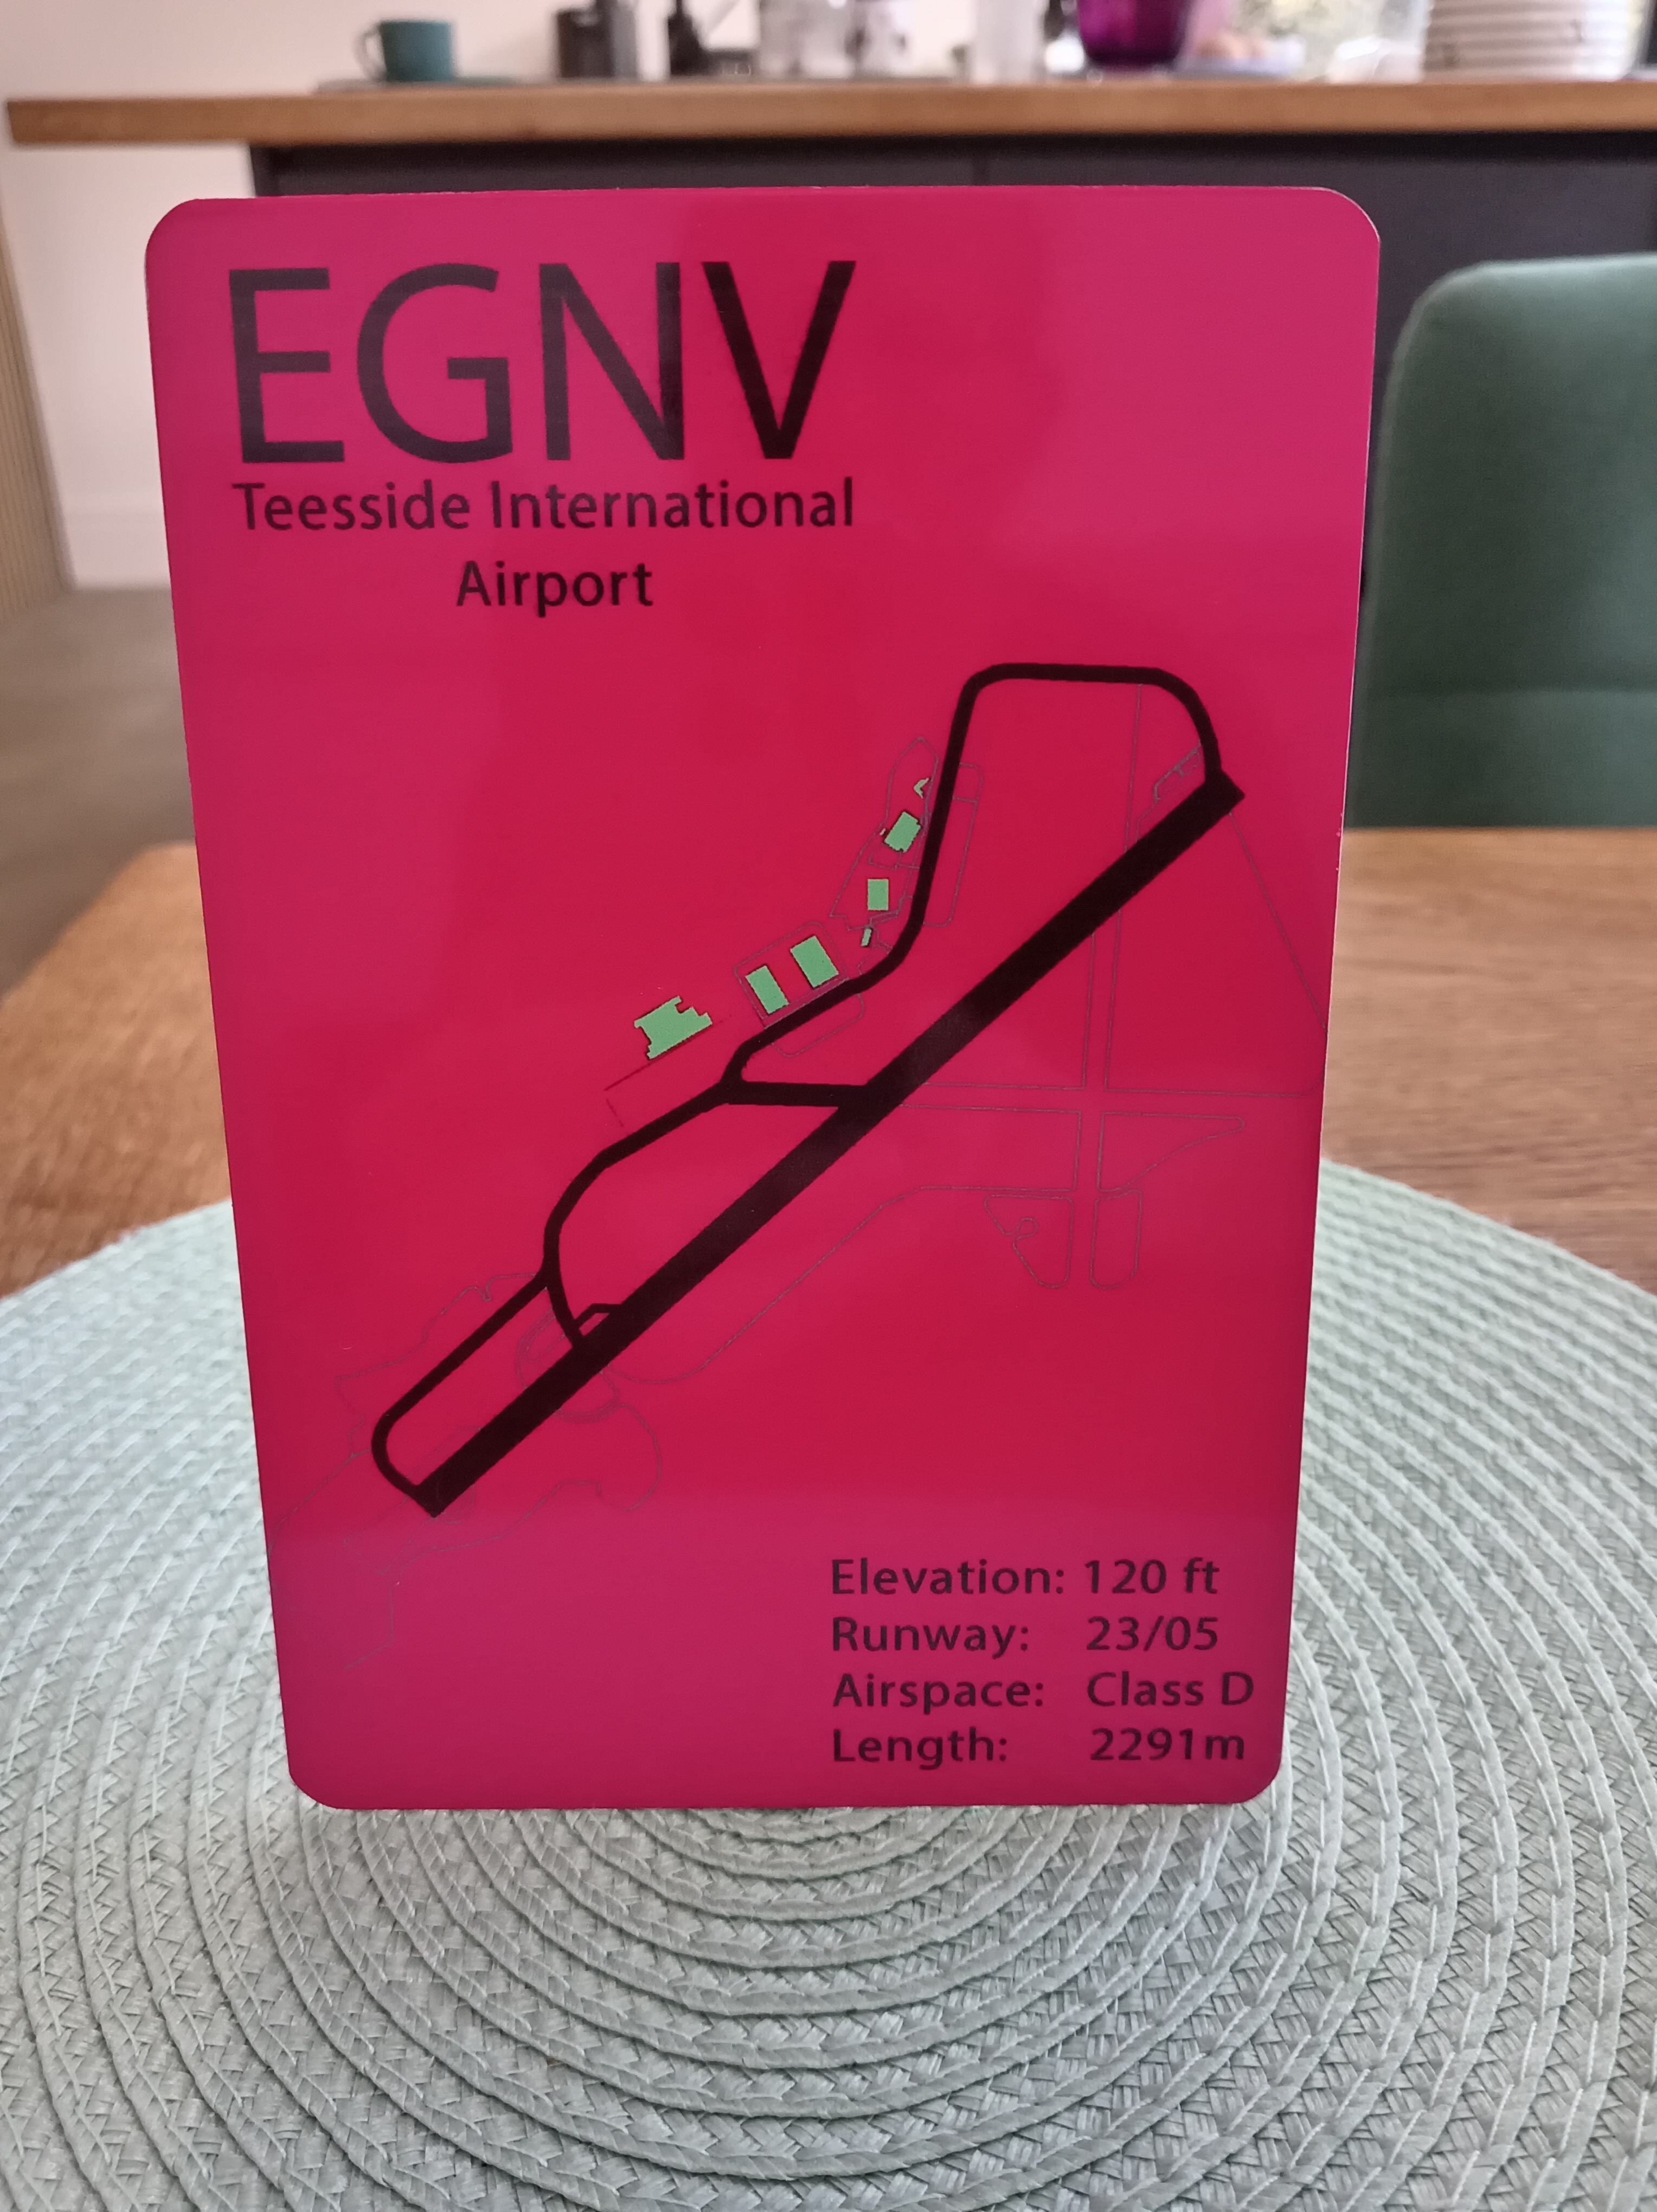 EGNV
Teesside International
Airport
Elevation: 120 ft
Runway: 23/05
Airspace: Class D
Length: 2291m